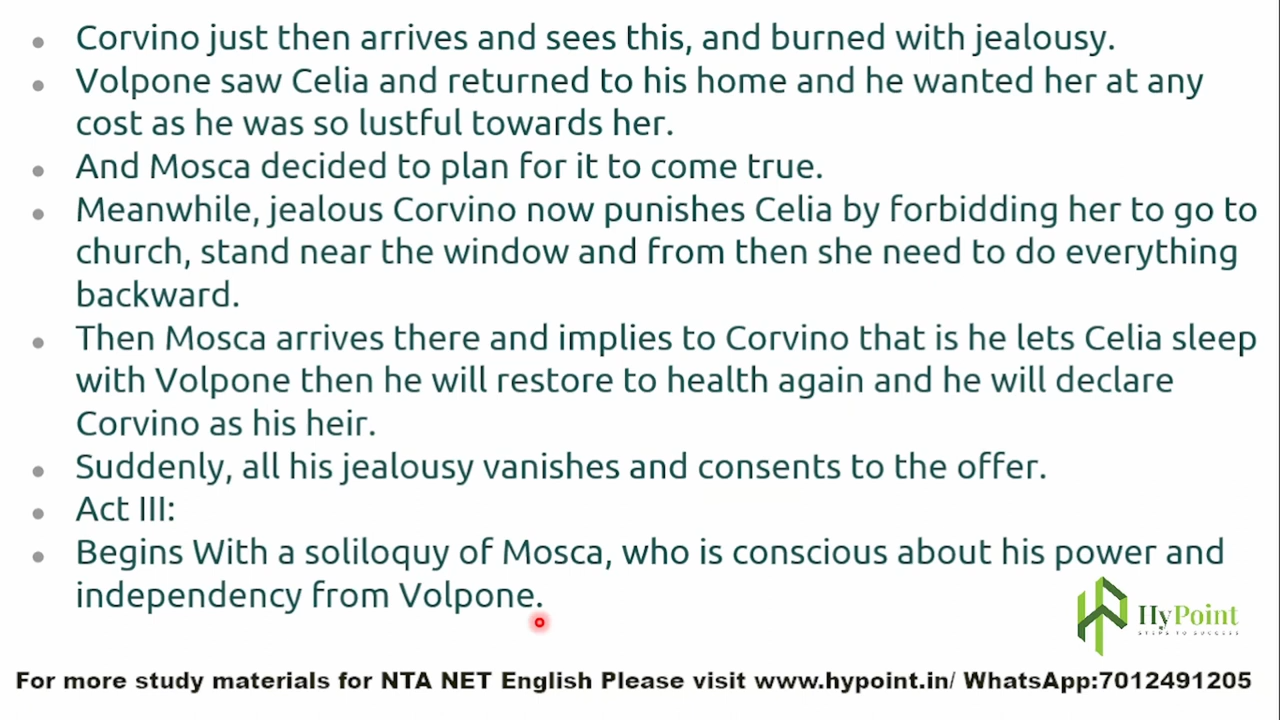 Corvino just then arrives and sees this, and burned with jealousy.
Volpone saw Celia and returned to his home and he wanted her at any
cost as he was so lustful towards her.
And Mosca decided to plan for it to come true.
Meanwhile, jealous Corvino now punishes Celia by forbidding her to go to
church, stand near the window and from then she need to do everything
backward.
Then Mosca arrives there and implies to Corvino that is he lets Celia sleep
with Volpone then he will restore to health again and he will declare
Corvino as his heir.
Suddenly, all his jealousy vanishes and consents to the offer.
Act III:
Begins With a soliloquy of Mosca, who is conscious about his power and
independency from Volpone.
HyPoint
STEPS TO SUCCESS
For more study materials for NTA NET English Please visit www.hypoint.in/ WhatsApp:7012491205